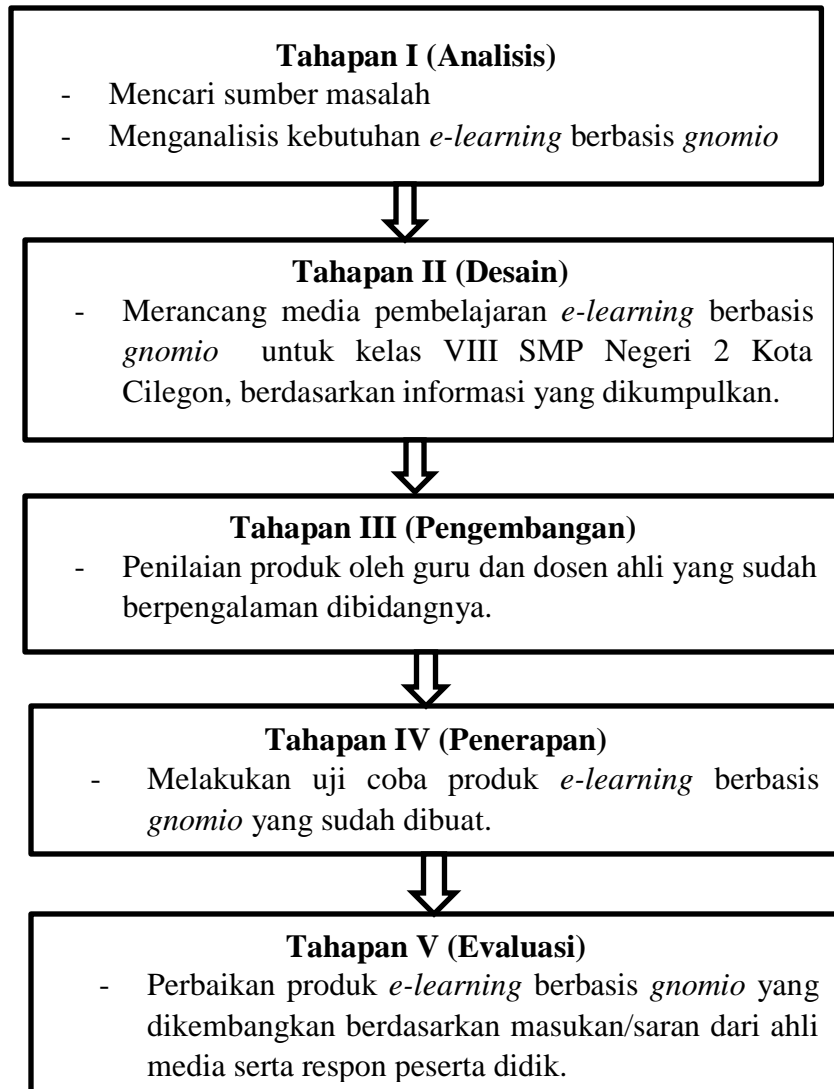 Tahapan I (Analisis)
- Mencari sumber masalah
- Menganalisis kebutuhan e-learning berbasis gnomio
Tahapan II (Desain)
- Merancang media pembelajaran e-learning berbasis
gnomio untuk kelas VIII SMP Negeri 2 Kota
Cilegon, berdasarkan informasi yang dikumpulkan.
Tahapan III (Pengembangan)
- Penilaian produk oleh guru dan dosen ahli yang sudah
berpengalaman dibidangnya.
Tahapan IV (Penerapan)
- Melakukan uji coba produk e-learning berbasis
gnomio yang sudah dibuat.
Tahapan V (Evaluasi)
- Perbaikan produk e-learning berbasis gnomio yang
dikembangkan berdasarkan masukan/saran dari ahli
media serta respon peserta didik.